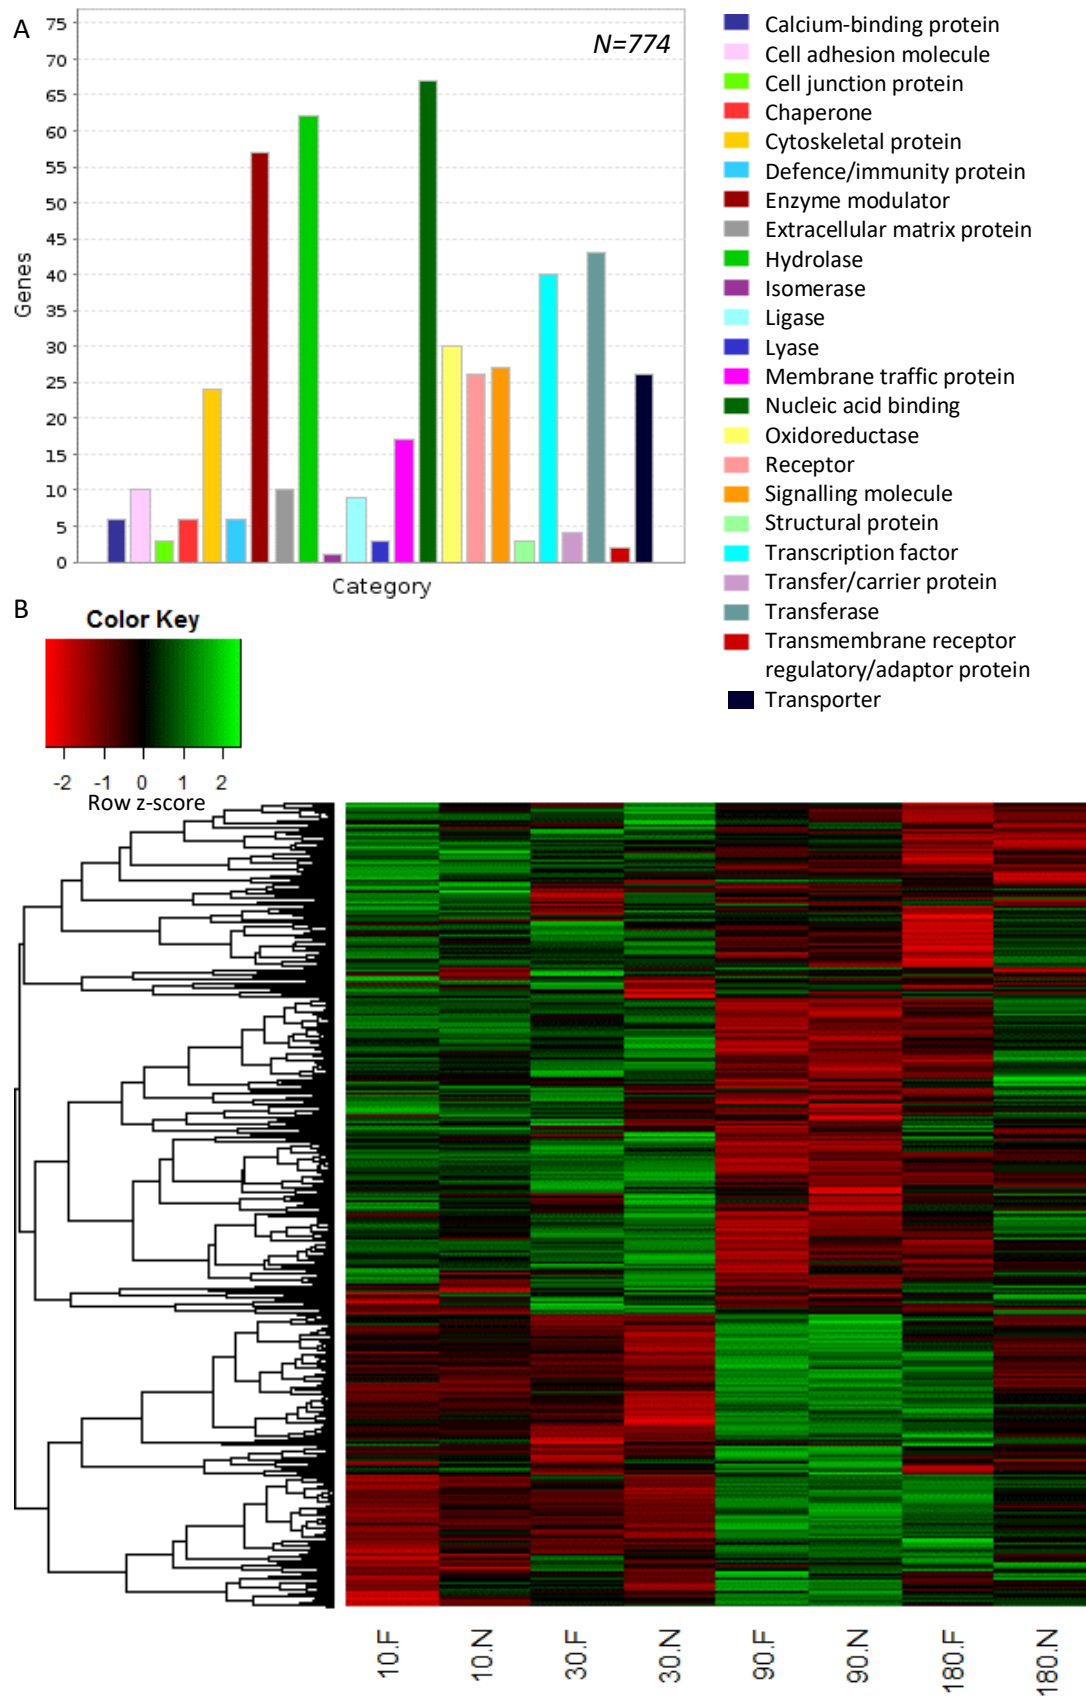 A
N=774
75
70
65
60
55
50
45
40
35
30
25
20
15
10
5
0
Genes
Category
Calcium-binding protein
Cell adhesion molecule
Cell junction protein
Chaperone
Cytoskeletal protein
Defence/immunity protein
Enzyme modulator
Extracellular matrix protein
Hydrolase
Isomerase
Ligase
Lyase
Membrane traffic protein
Nucleic acid binding
Oxidoreductase
Receptor
Signalling molecule
Structural protein
Transcription factor
Transfer/carrier protein
Transferase
Transmembrane receptor
regulatory/adaptor protein
Transporter
B
Color Key
-2 -1 0 1 2
Row z-score
10.F 10.N 30.F 30.N 90.F 90.N 180.F 180.N